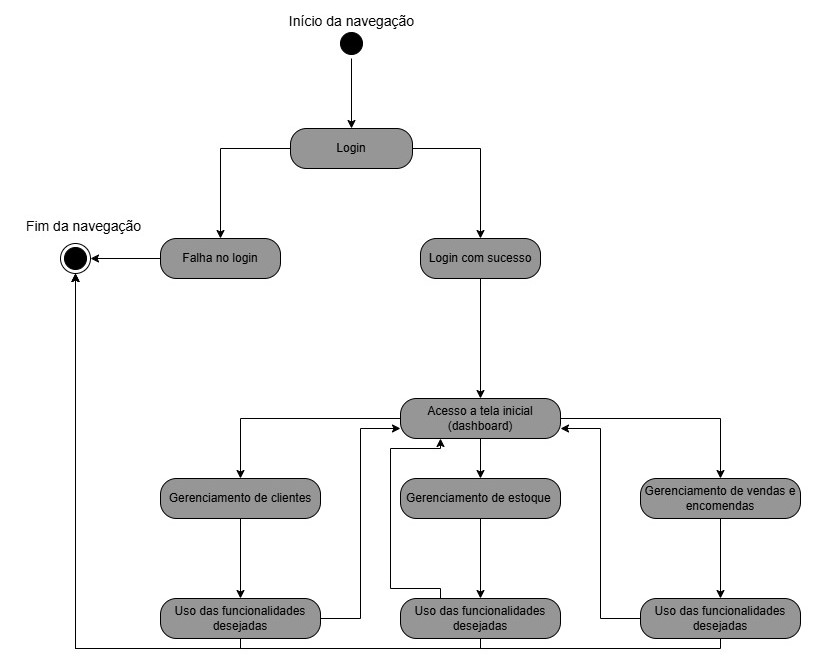 Início da navegação
Login
Fim da navegação
Falha no login
Login com sucesso
Acesso a tela inicial
(dashboard)
Gerenciamento de clientes
Gerenciamento de estoque
Gerenciamento de vendas e
encomendas
Uso das funcionalidades
desejadas
Uso das funcionalidades
desejadas
Uso das funcionalidades
desejadas